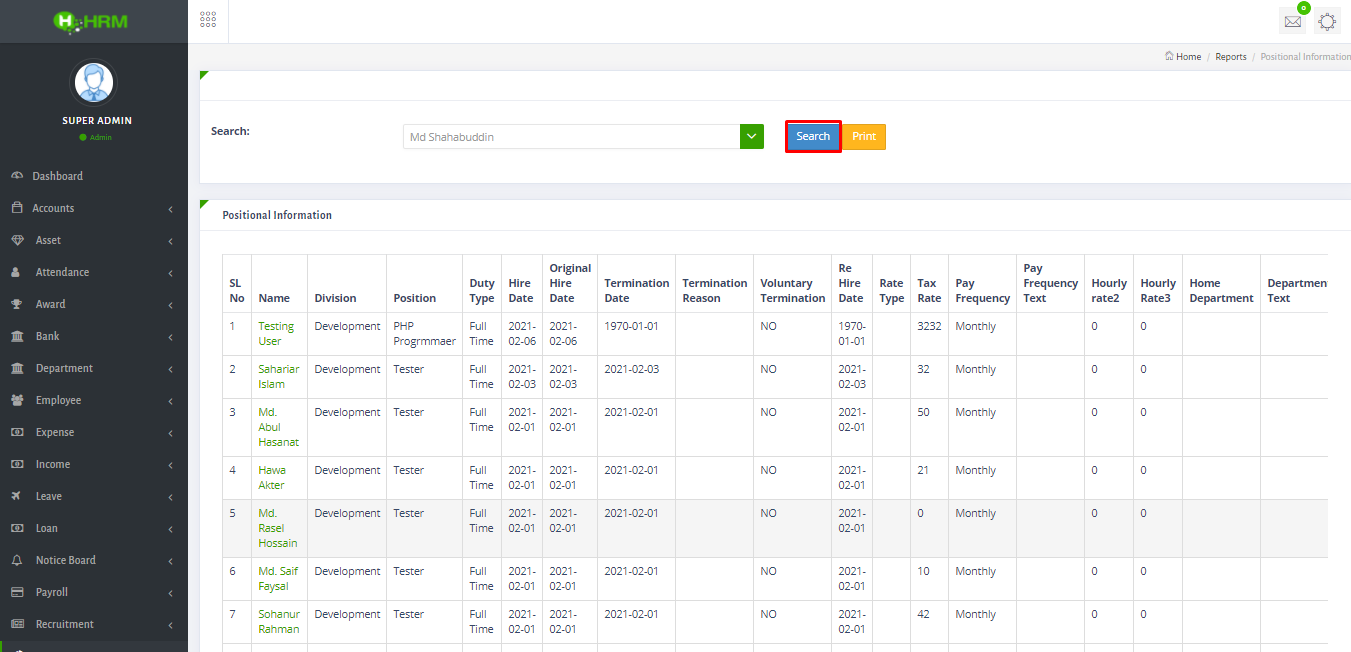 HRM
SUPER ADMIN
Admin
Dashboard
Accounts
Asset
Attendance
Award
Bank
Department
Employee
Expense
Income
Leave
Loan
Notice Board
Payroll
Recruitment
0
Home / Reports / Positional Information
Search:
Md Shahabuddin
Search
Print
Positional Information
SL No Name Division Position Duty Type Hire Date Original Hire Date Termination Date Termination Reason Voluntary Termination Re Hire Date Rate Type Tax Rate Pay Frequency Pay Frequency Text Hourly rate2 Hourly Rate3 Home Department Department Text
1 Testing User Development PHP Progrmmaer Full Time 2021-02-06 2021-02-06 1970-01-01 NO 1970-01-01 3232 Monthly 0 0
2 Sahariar Islam Development Tester Full Time 2021-02-03 2021-02-03 2021-02-03 NO 2021-02-03 32 Monthly 0 0
3 Md. Abul Hasanat Development Tester Full Time 2021-02-01 2021-02-01 2021-02-01 NO 2021-02-01 50 Monthly 0 0
4 Hawa Akter Development Tester Full Time 2021-02-01 2021-02-01 2021-02-01 NO 2021-02-01 21 Monthly 0 0
5 Md. Rasel Hossain Development Tester Full Time 2021-02-01 2021-02-01 2021-02-01 NO 2021-02-01 0 Monthly 0 0
6 Md. Saif Faysal Development Tester Full Time 2021-02-01 2021-02-01 2021-02-01 NO 2021-02-01 10 Monthly 0 0
7 Sohanur Rahman Development Tester Full Time 2021-02-01 2021-02-01 2021-02-01 NO 2021-02-01 42 Monthly 0 0